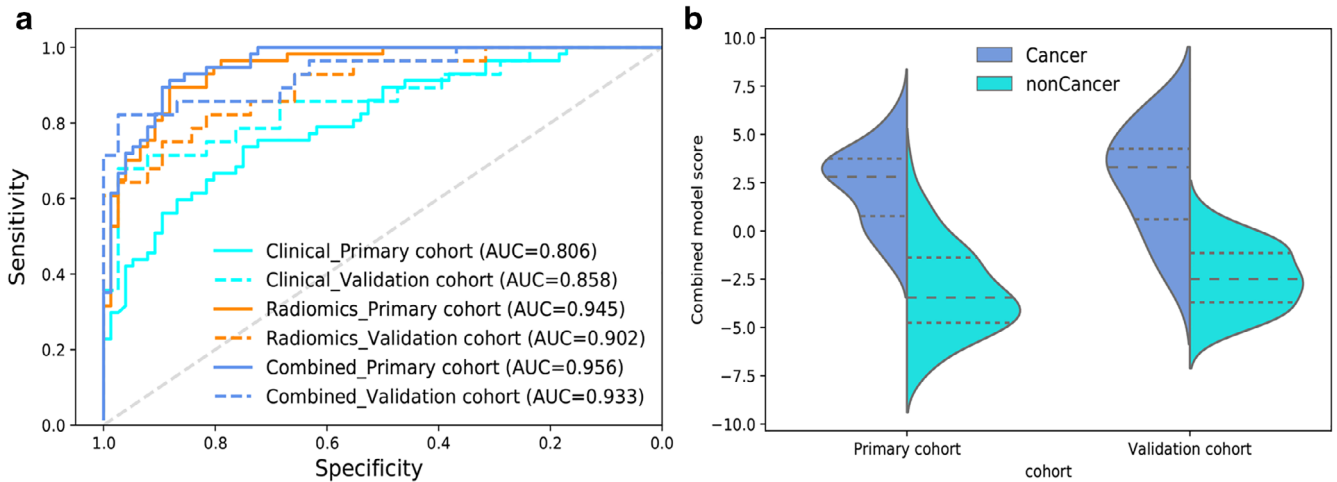 a
1.0
0.8
0.6
0.4
0.2
0.0
Sensitivity
1.0 0.8 0.6 0.4 0.2 0.0
Specificity
Clinical_Primary cohort (AUC=0.806)
Clinical_Validation cohort (AUC=0.858)
Radiomics_Primary cohort (AUC=0.945)
Radiomics_Validation cohort (AUC=0.902)
Combined_Primary cohort (AUC=0.956)
Combined_Validation cohort (AUC=0.933)
b
10.0
7.5
5.0
2.5
0.0
−2.5
−5.0
−7.5
−10.0
Combined model score
Cancer
nonCancer
Primary cohort Validation cohort
cohort